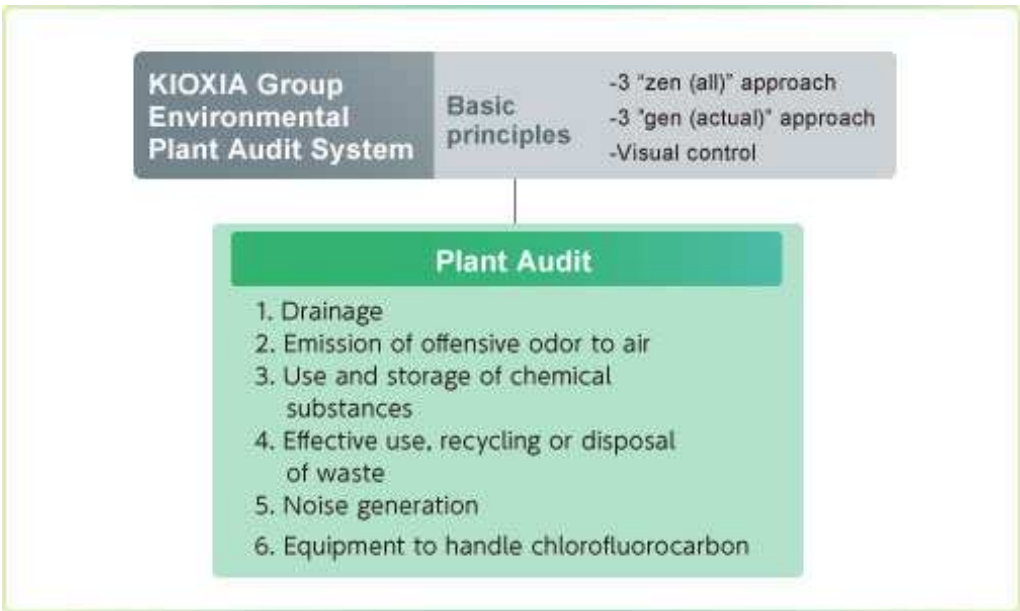 KIOXIA Group
Environmental
Plant Audit System
Basic
principles
-3 "zen (all)" approach
-3 "gen (actual)" approach
-Visual control
Plant Audit
1. Drainage
2. Emission of offensive odor to air
3. Use and storage of chemical
substances
4. Effective use, recycling or disposal
of waste
5. Noise generation
6. Equipment to handle chlorofluorocarbon